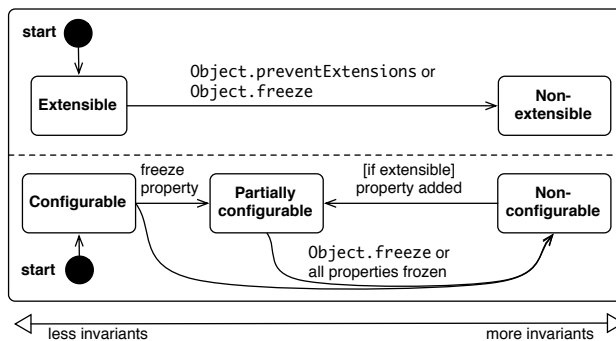 start
Object.preventExtensions or
Object.freeze
Extensible
Non-
extensible
freeze
property
[if extensible]
property added
Configurable
Partially
configurable
Non-
configurable
Object.freeze or
all properties frozen
start
less invariants
more invariants